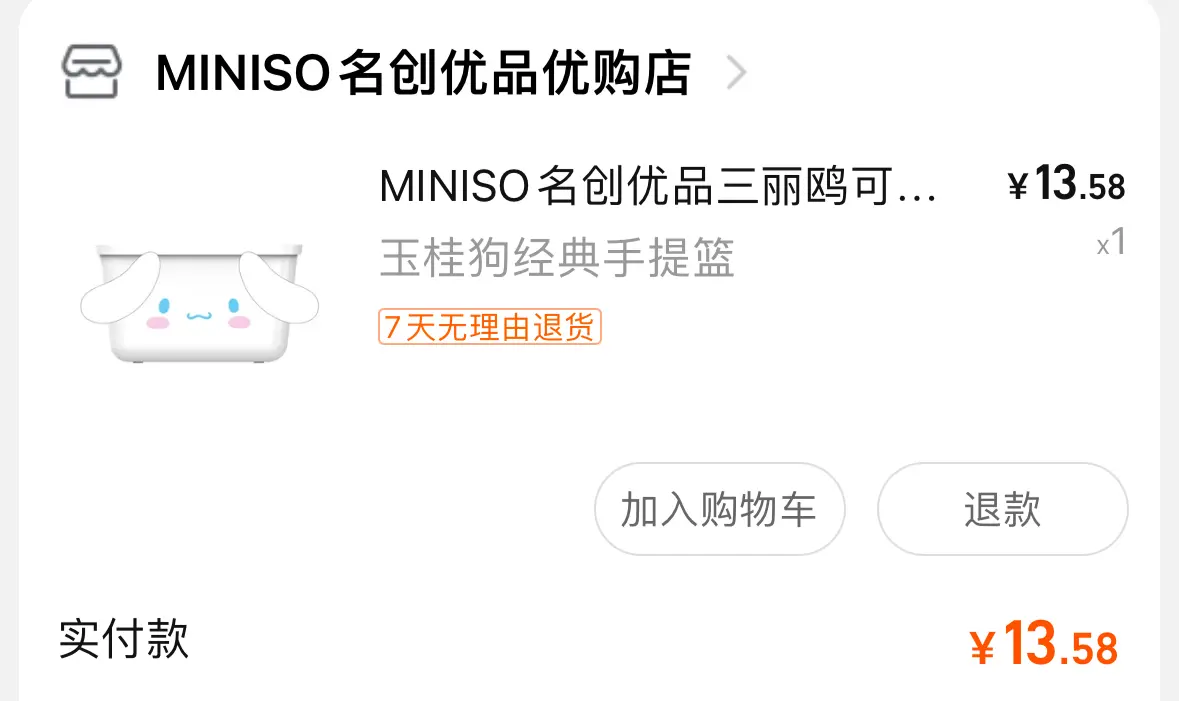 MINISO名创优品优购店
MINISO名创优品三丽鸥可... ¥13.58
玉桂狗经典手提篮 x1
7天无理由退货
加入购物车 退款
实付款 ¥13.58